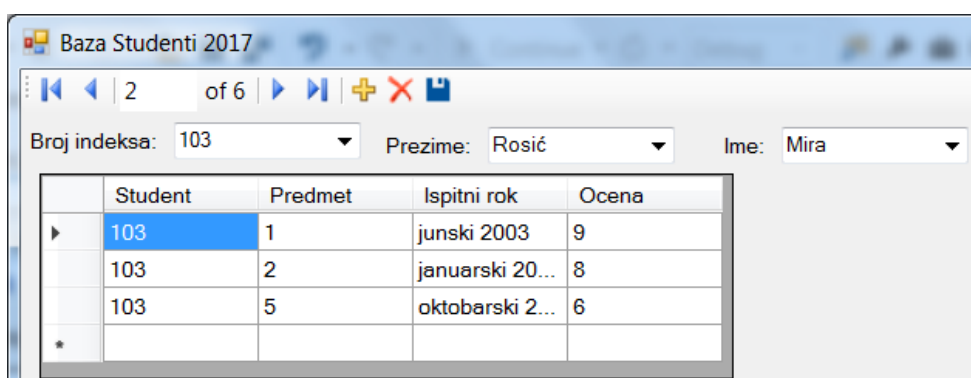 Baza Studenti 2017
2 of 6
Broj indeksa: 103 Prezime: Rosić Ime: Mira
Student Predmet Ispitni rok Ocena
103 1 junski 2003 9
103 2 januarski 20... 8
103 5 oktobarski 2... 6